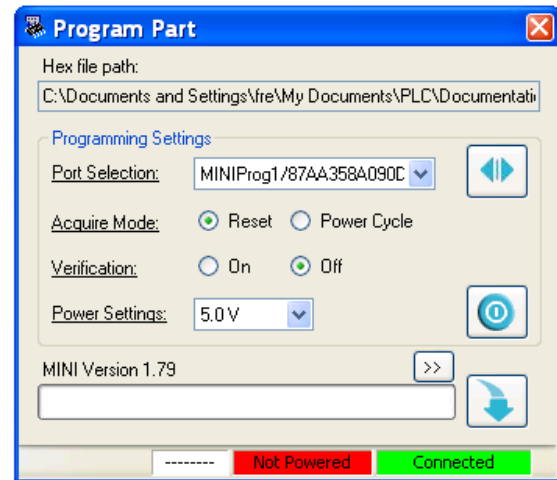 Program Part
Hex file path:
C:\Documents and Settings\fre\My Documents\PLC\Documentati
Programming Settings
Port Selection: MINIProg1/87AA358A090D
Acquire Mode: Reset Power Cycle
Verification: On Off
Power Settings: 5.0 V
MINI Version 1.79 >>
-------- Not Powered Connected